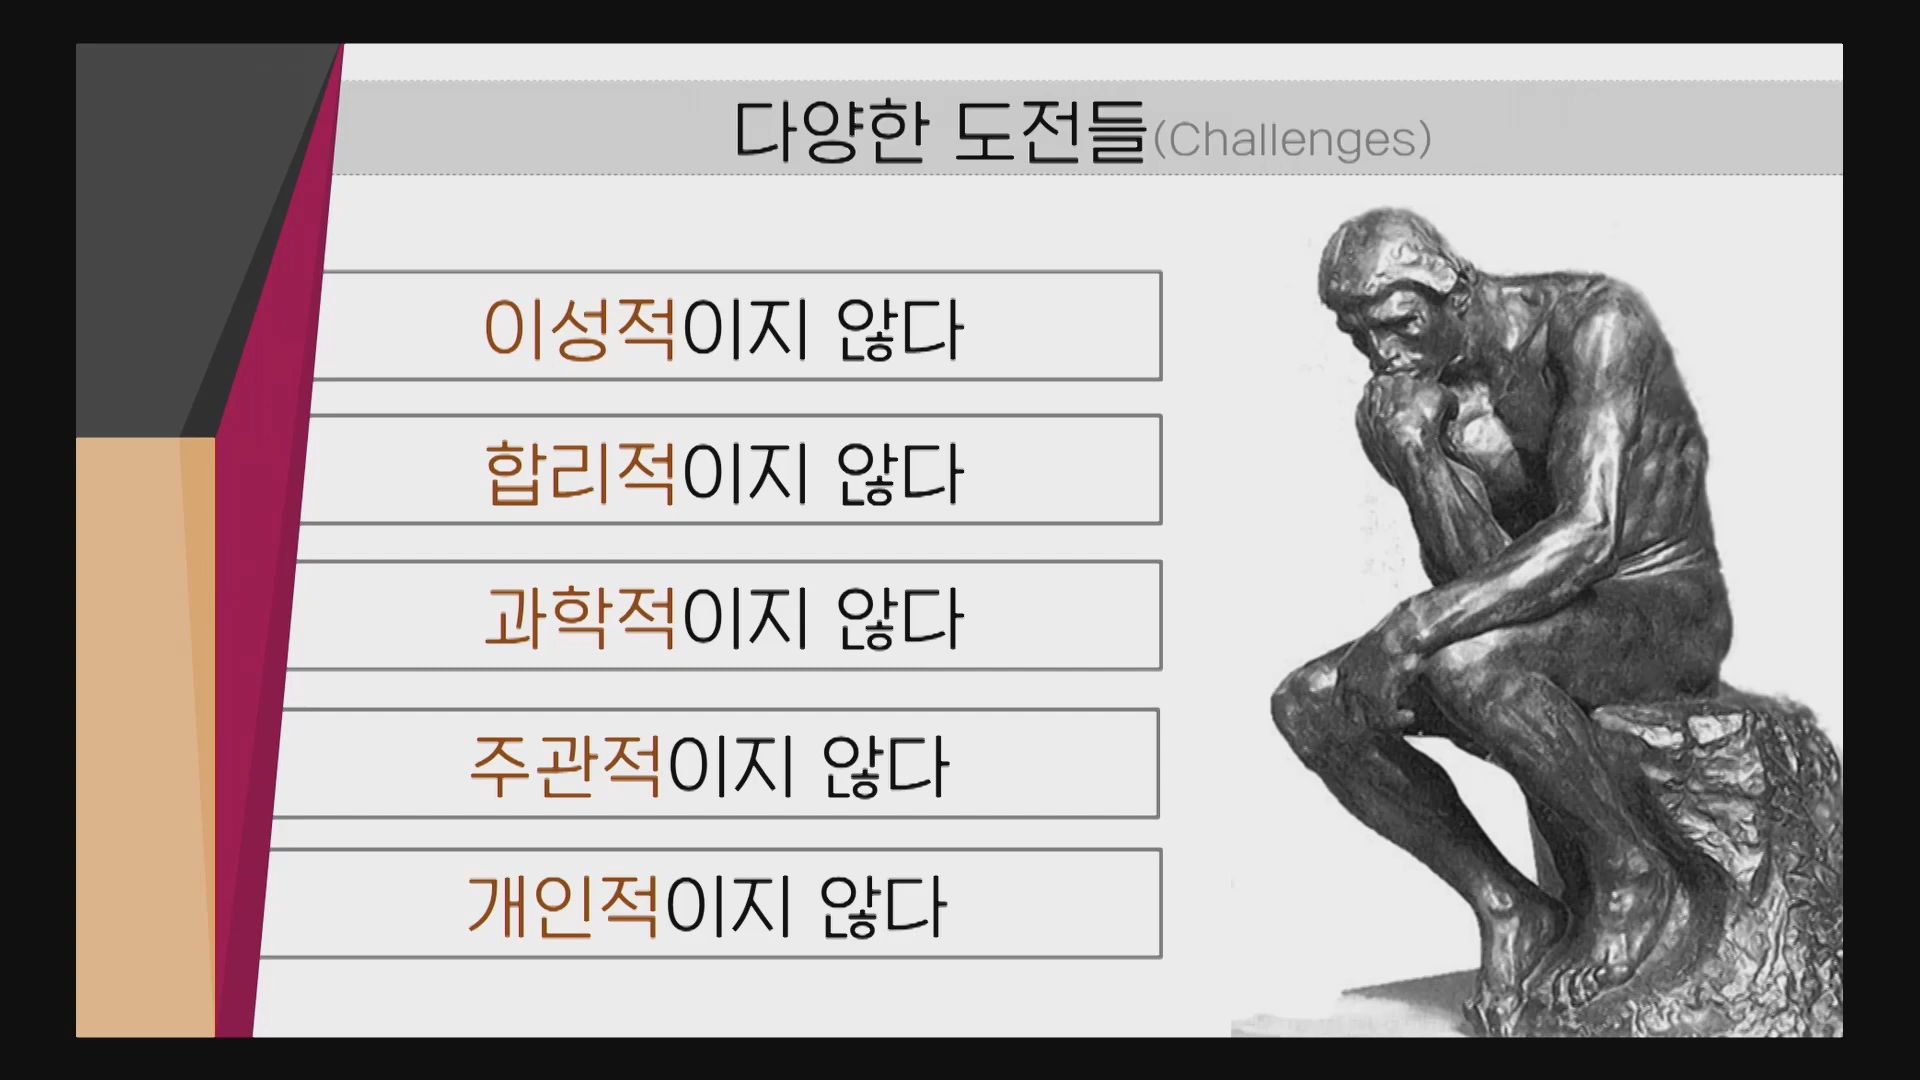 다양한 도전들(Challenges)
이성적이지 않다
합리적이지 않다
과학적이지 않다
주관적이지 않다
개인적이지 않다